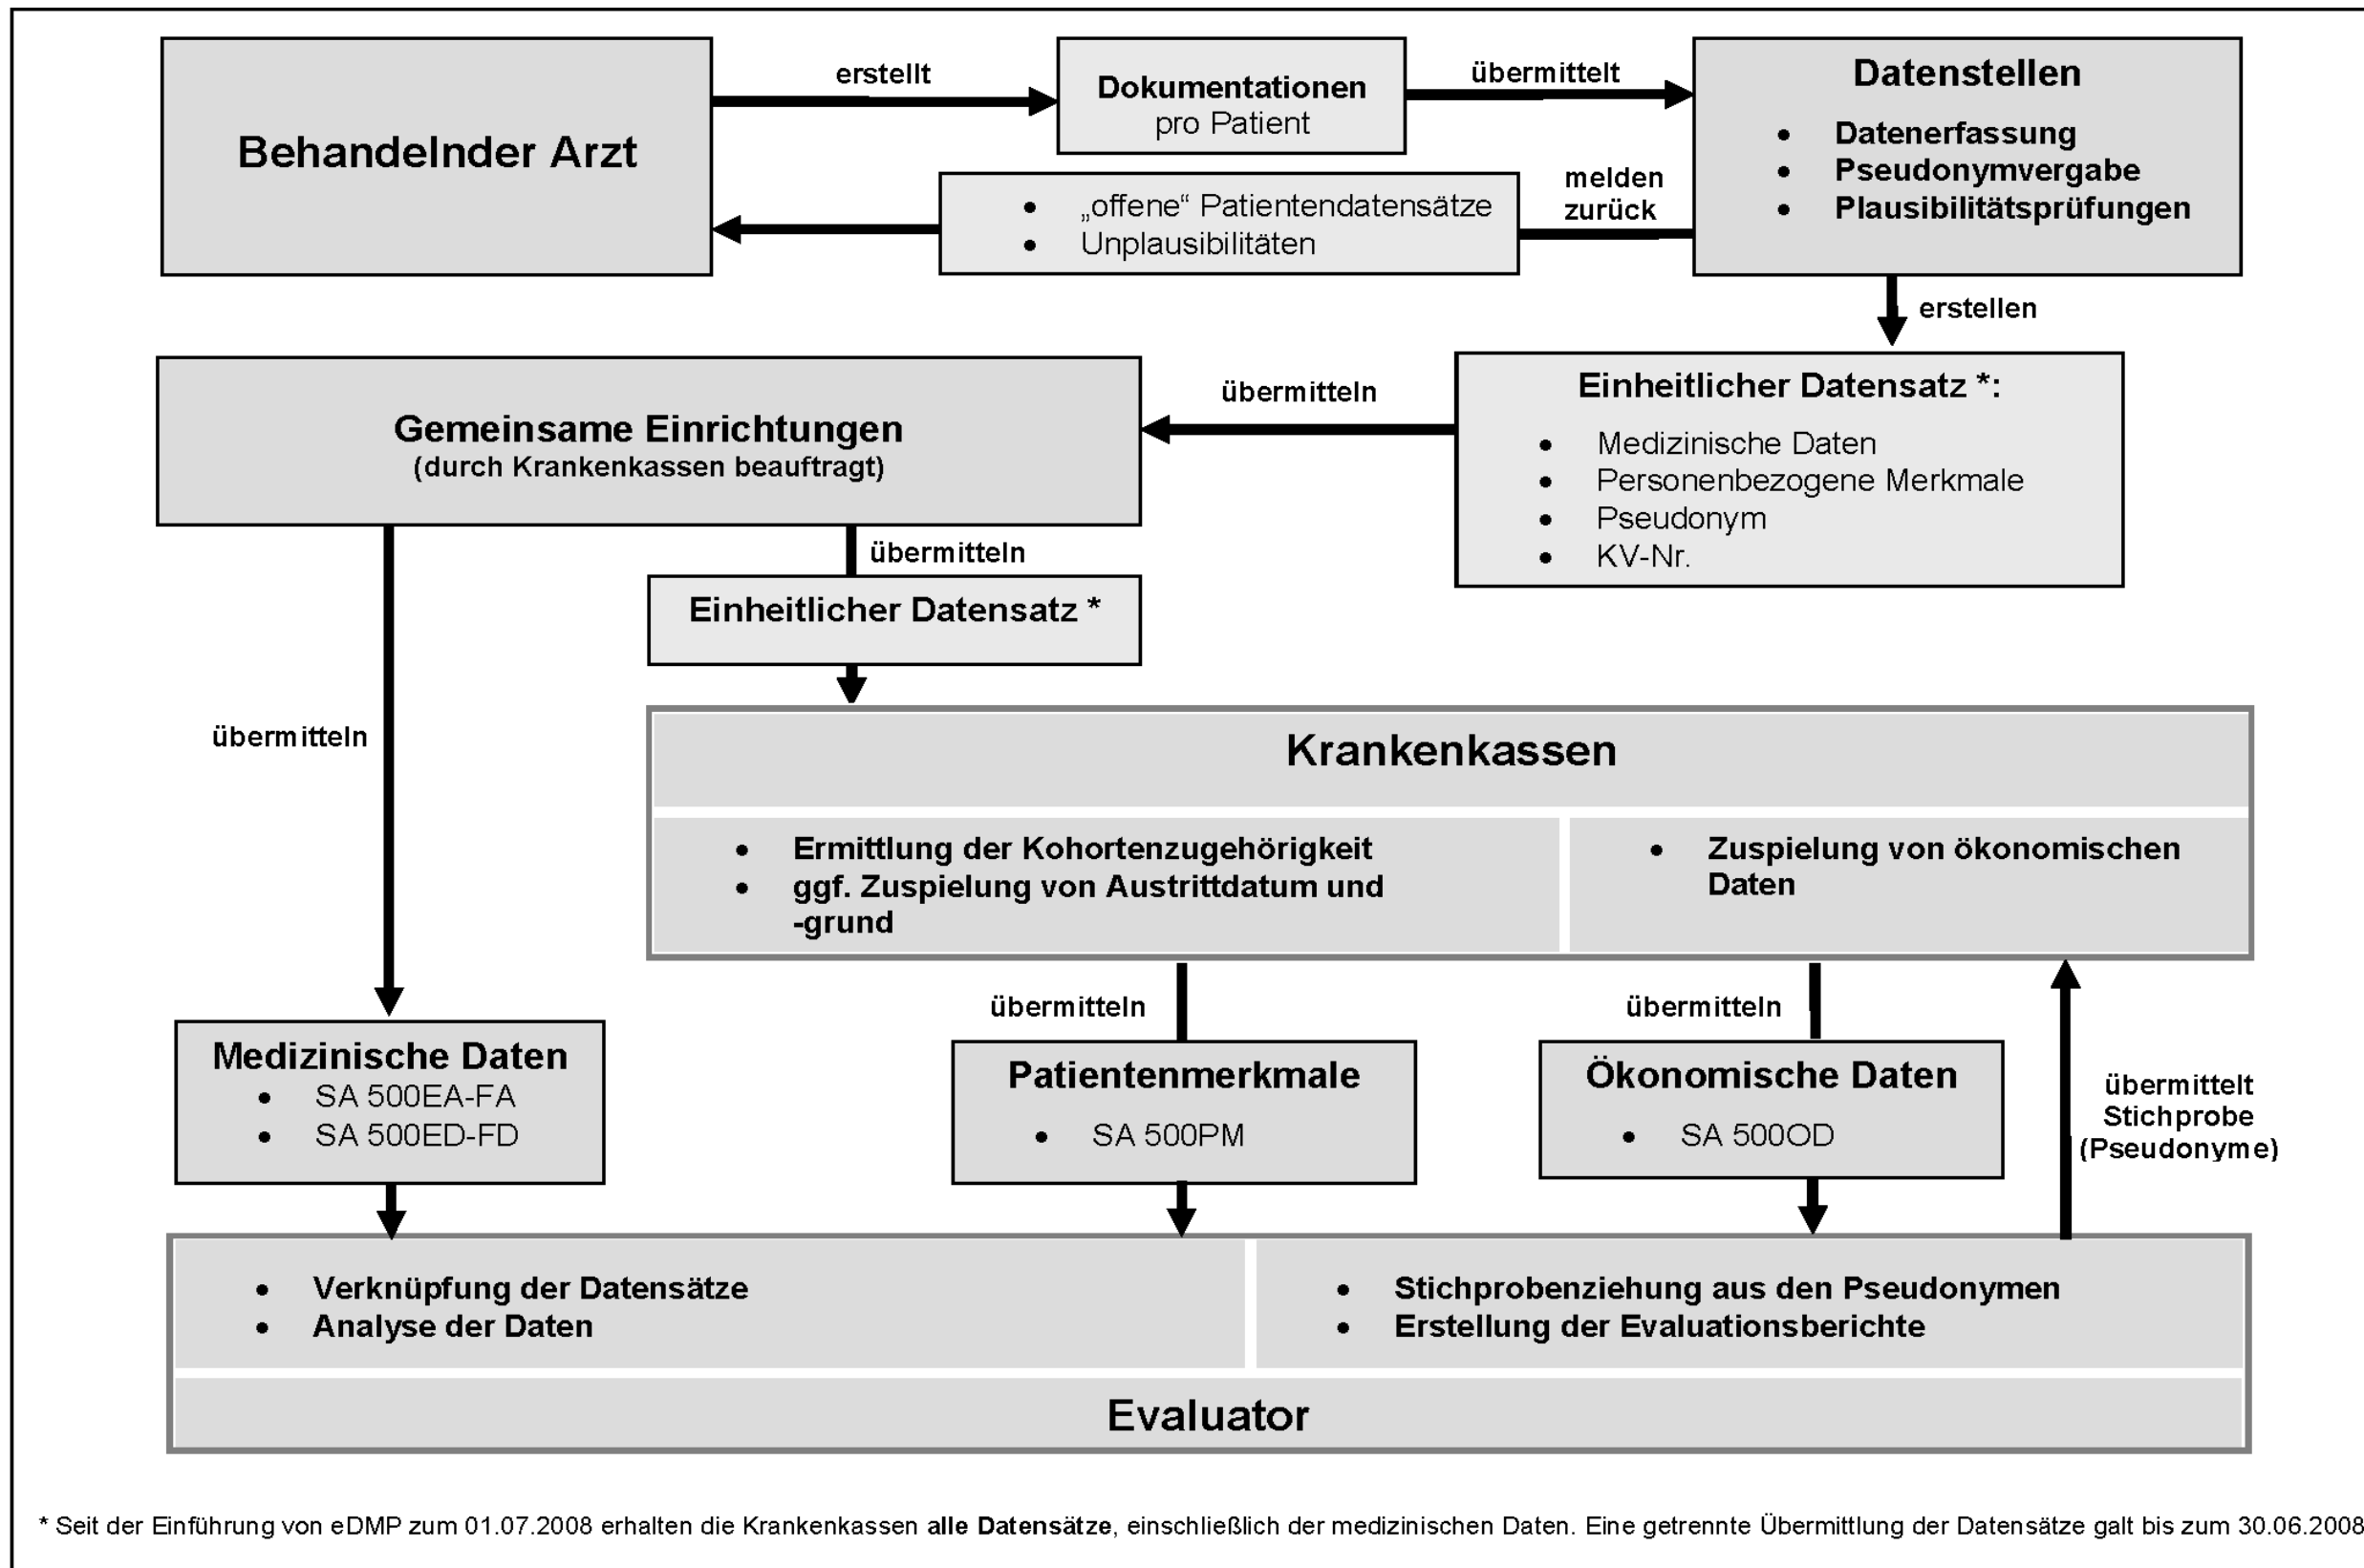 Behandelnder Arzt
erstellt
Dokumentationen
pro Patient
übermittelt
Datenstellen
• Datenerfassung
• Pseudonymvergabe
• Plausibilitätsprüfungen
melden
zurück
• „offene“ Patientendatensätze
• Unplausibilitäten
erstellen
Einheitlicher Datensatz *:
• Medizinische Daten
• Personenbezogene Merkmale
• Pseudonym
• KV-Nr.
übermitteln
Gemeinsame Einrichtungen
(durch Krankenkassen beauftragt)
übermitteln
Einheitlicher Datensatz *
übermitteln
Krankenkassen
• Ermittlung der Kohortenzugehörigkeit
• ggf. Zuspielung von Austrittdatum und
-grund
• Zuspielung von ökonomischen
Daten
übermitteln
übermitteln
Medizinische Daten
• SA 500EA-FA
• SA 500ED-FD
Patientenmerkmale
• SA 500PM
Ökonomische Daten
• SA 500OD
übermittelt
Stichprobe
(Pseudonyme)
• Verknüpfung der Datensätze
• Analyse der Daten
• Stichprobenziehung aus den Pseudonymen
• Erstellung der Evaluationsberichte
Evaluator
* Seit der Einführung von eDMP zum 01.07.2008 erhalten die Krankenkassen alle Datensätze, einschließlich der medizinischen Daten. Eine getrennte Übermittlung der Datensätze galt bis zum 30.06.2008